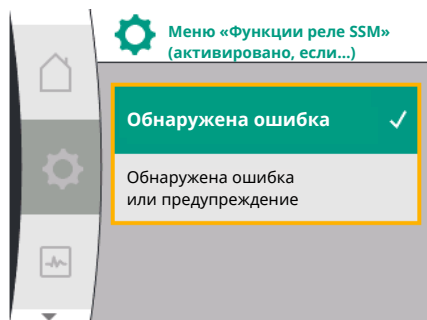 Меню «Функции реле SSM»
(активировано, если...)
Обнаружена ошибка
Обнаружена ошибка
или предупреждение